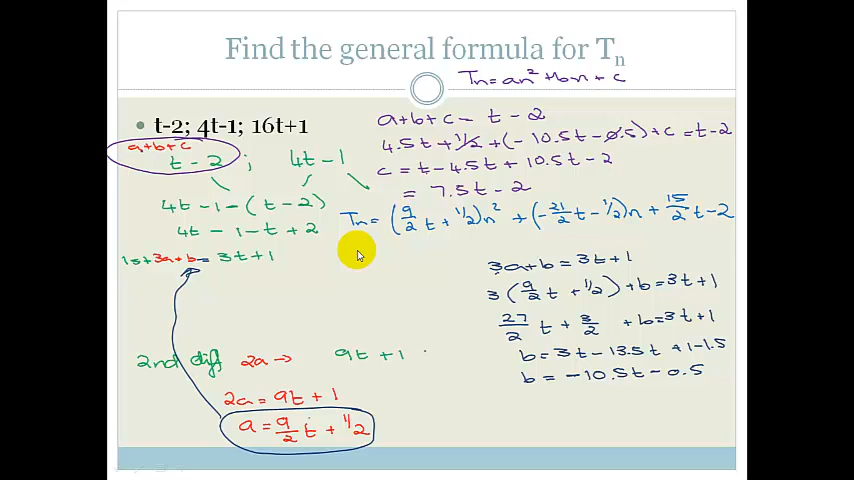 Find the general formula for Tn
Tn = an² + bn + c
t-2; 4t-1; 16t+1
a+b+c
t - 2 ; 4t - 1
4t - 1 - (t - 2)
4t - 1 - t + 2
1st 3a+b = 3t + 1
2nd diff 2a → 9t + 1
2a = 9t + 1
a = 9/2 t + 1/2
a+b+c = t - 2
4.5t + 1/2 + (-10.5t - 0.5) + c = t - 2
c = t - 4.5t + 10.5t - 2
= 7.5t - 2
Tn = (9/2 t + 1/2)n² + (-21/2 t - 1/2)n + 15/2 t - 2
3a+b = 3t + 1
3(9/2 t + 1/2) + b = 3t + 1
27/2 t + 3/2 + b = 3t + 1
b = 3t - 13.5t + 1 - 1.5
b = -10.5t - 0.5